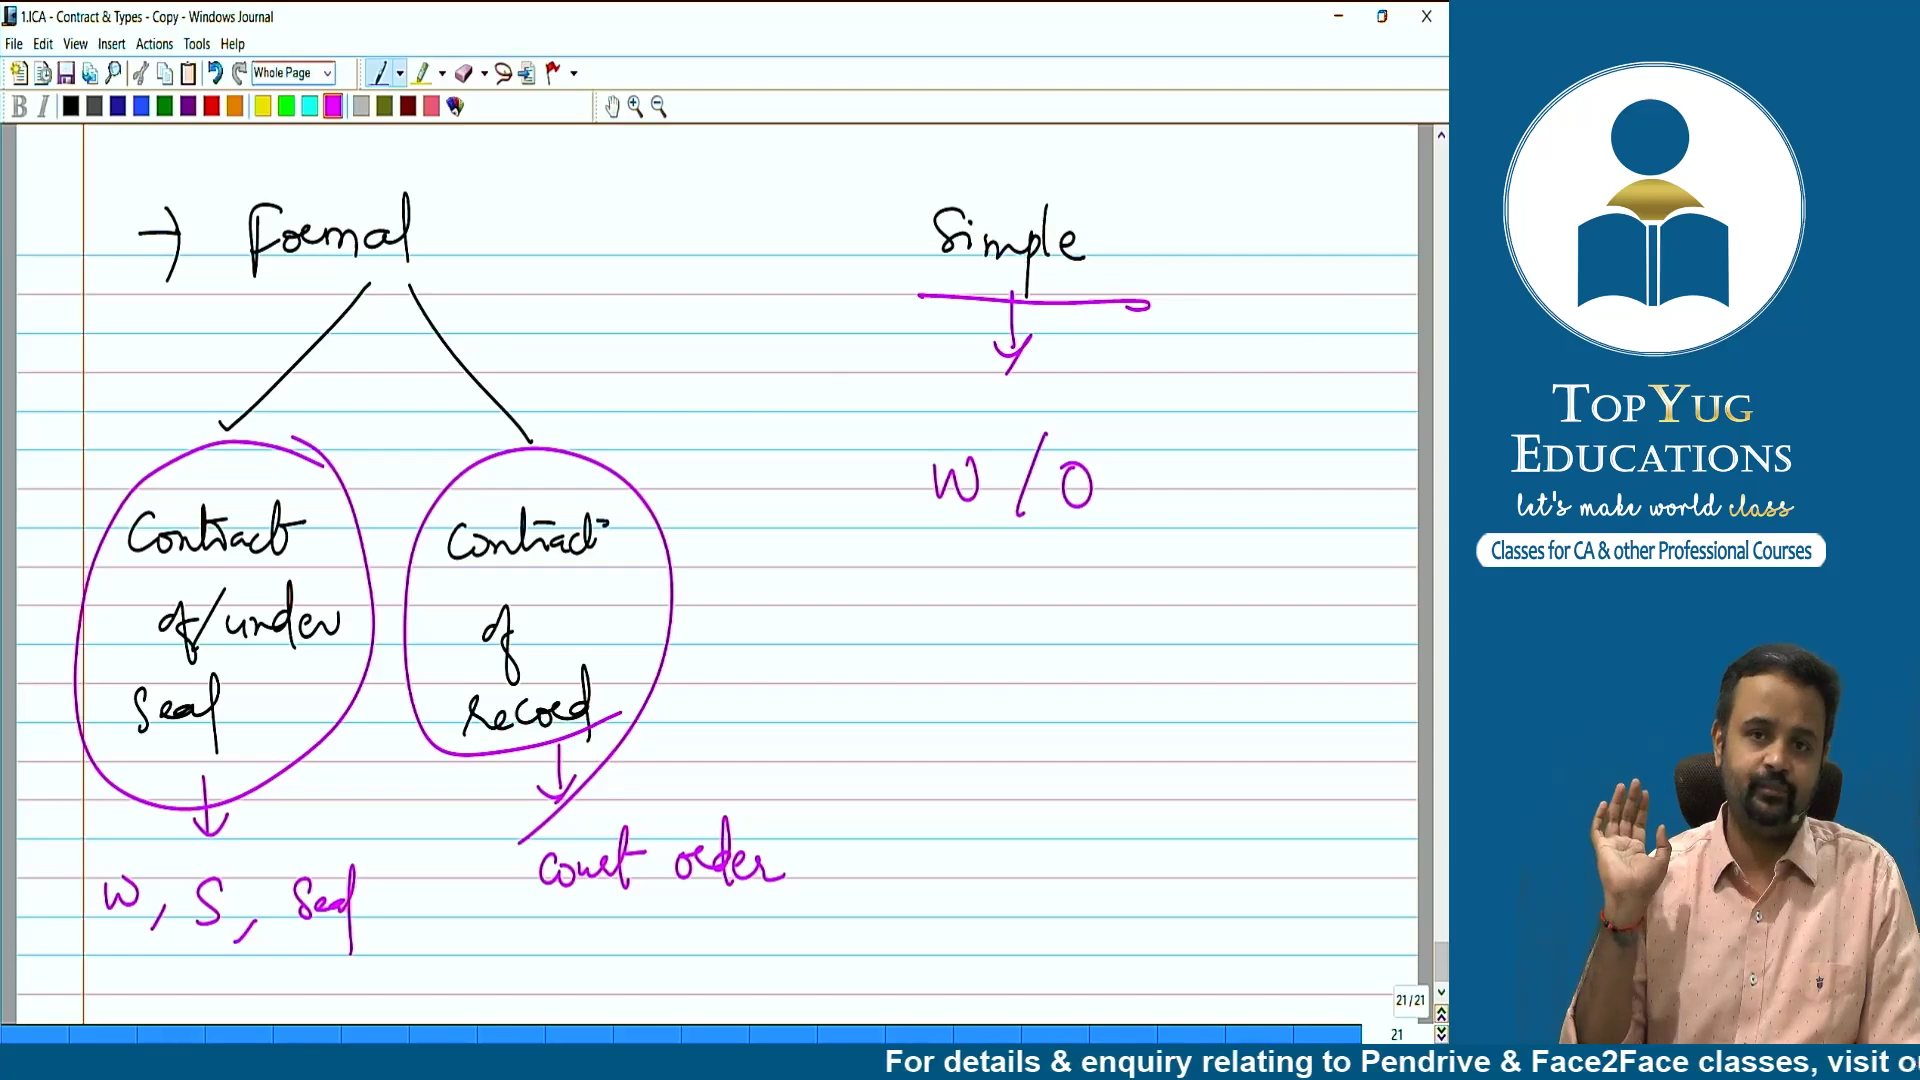 1.ICA - Contract & Types - Copy - Windows Journal
File Edit View Insert Actions Tools Help
Whole Page
B I
→ Formal
Simple
W / O
Contract
of/under
Seal
Contract
of
record
W, S, Seal
Court order
21/21
21
TOPYUG
EDUCATIONS
let's make world class
Classes for CA & other Professional Courses
For details & enquiry relating to Pendrive & Face2Face classes, visit o